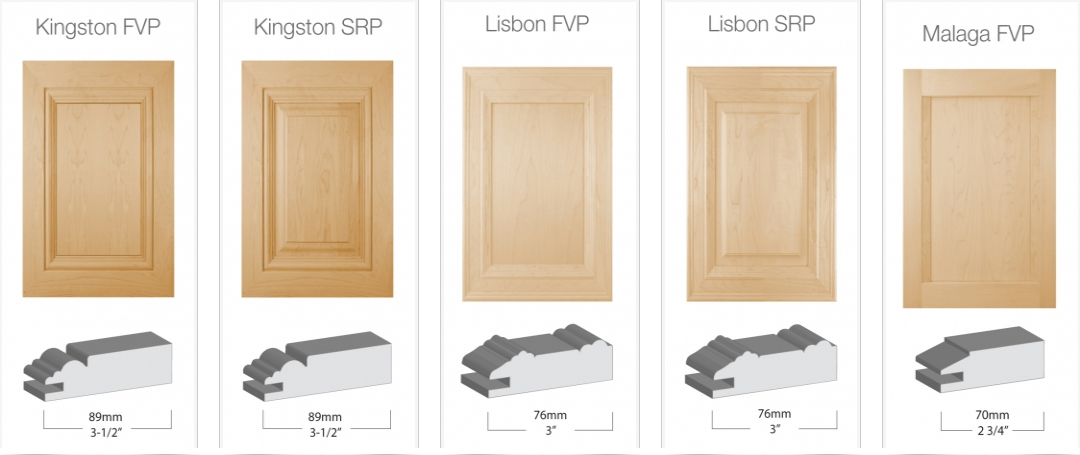 Kingston FVP
89mm
3-1/2"
Kingston SRP
89mm
3-1/2"
Lisbon FVP
76mm
3"
Lisbon SRP
76mm
3"
Malaga FVP
70mm
2 3/4"